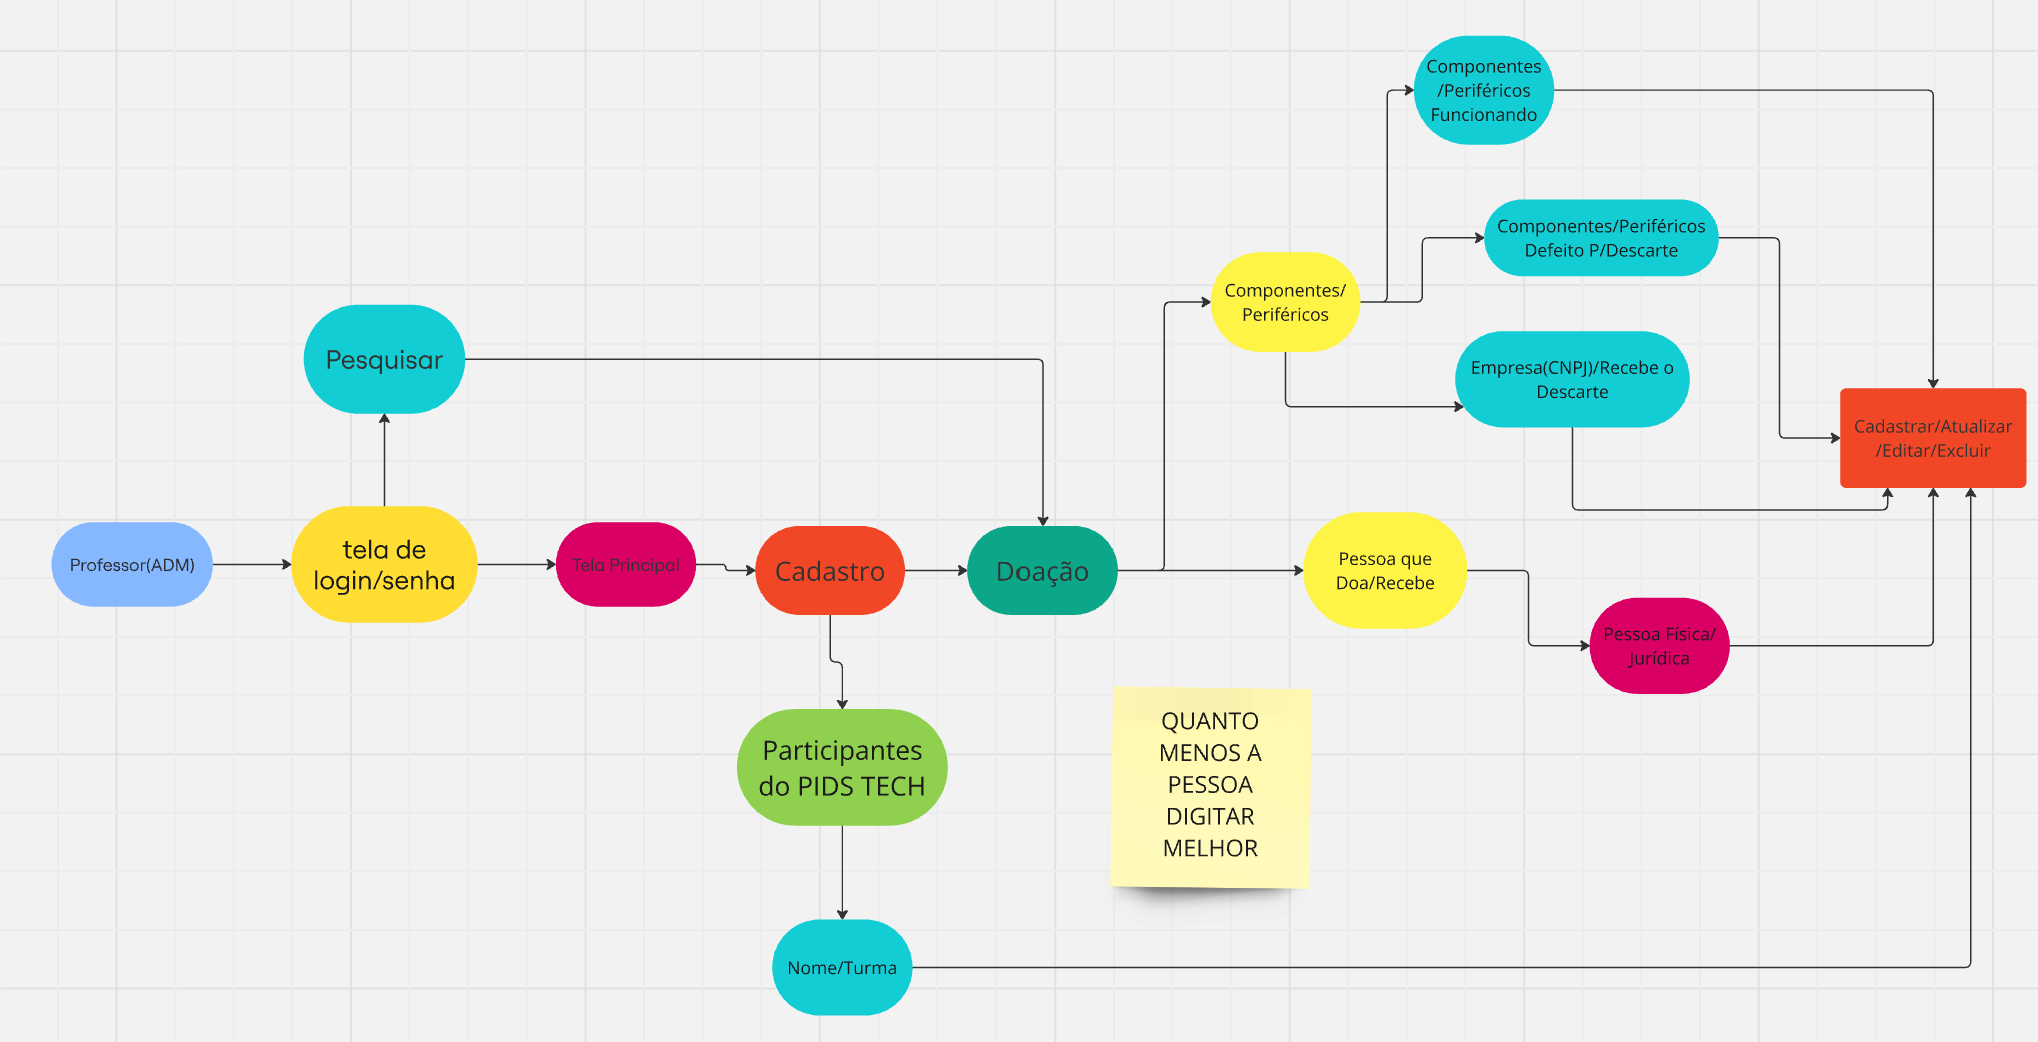 Componentes
/Periféricos
Funcionando
Componentes/Periféricos
Defeito P/Descarte
Componentes/
Periféricos
Pesquisar
Empresa(CNPJ)/Recebe o
Descarte
Cadastrar/Atualizar
/Editar/Excluir
Professor(ADM)
tela de
login/senha
Tela Principal
Cadastro
Doação
Pessoa que
Doa/Recebe
Pessoa Física/
Jurídica
Participantes
do PIDS TECH
QUANTO
MENOS A
PESSOA
DIGITAR
MELHOR
Nome/Turma